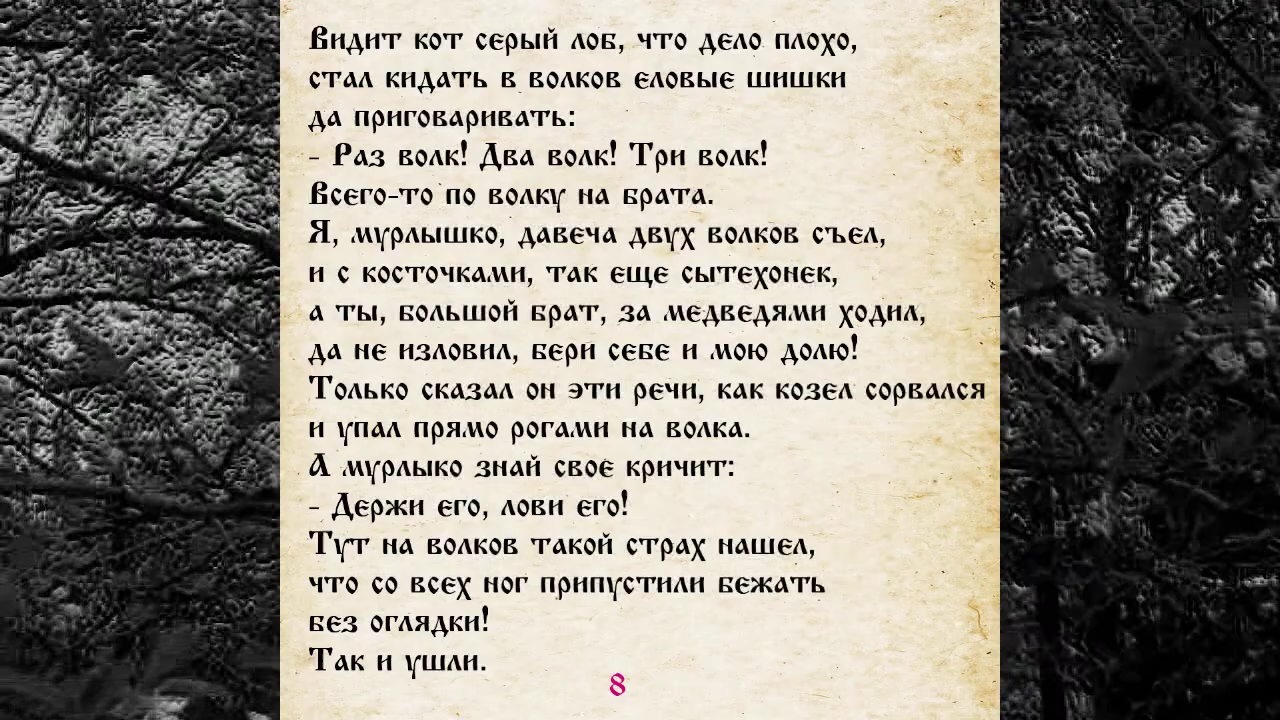 Видит кот серый лоб, что дело плохо,
стал кидать в волков еловые шишки
да приговаривать:
- Раз волк! Два волк! Три волк!
Всего-то по волку на брата.
Я, мурлышко, давеча двух волков съел,
и с косточками, так еще сытехонек,
а ты, большой брат, за медведями ходил,
да не изловил, бери себе и мою долю!
Только сказал он эти речи, как козел сорвался
и упал прямо рогами на волка.
А мурлыко знай свое кричит:
- Держи его, лови его!
Тут на волков такой страх нашел,
что со всех ног припустили бежать
без оглядки!
Так и ушли.
8